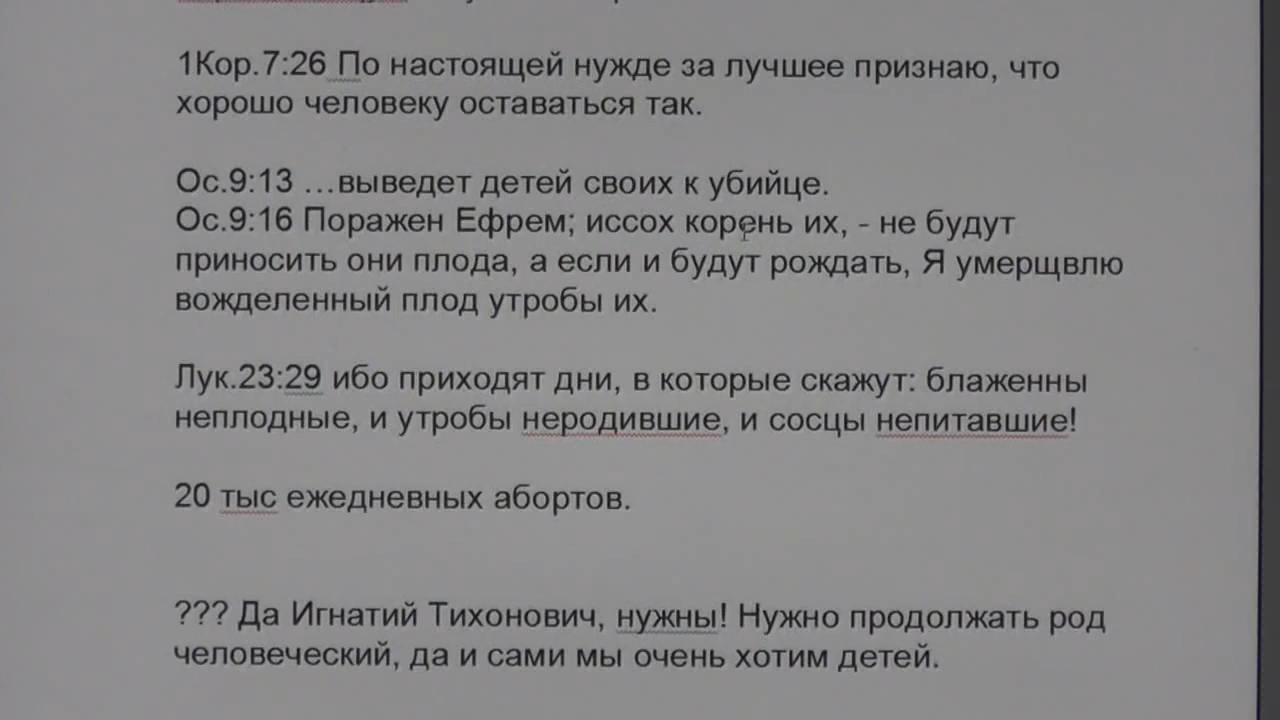 1Кор.7:26 По настоящей нужде за лучшее признаю, что
хорошо человеку оставаться так.
Ос.9:13 …выведет детей своих к убийце.
Ос.9:16 Поражен Ефрем; иссох корень их, - не будут
приносить они плода, а если и будут рождать, Я умерщвлю
вожделенный плод утробы их.
Лук.23:29 ибо приходят дни, в которые скажут: блаженны
неплодные, и утробы неродившие, и сосцы непитавшие!
20 тыс ежедневных абортов.
??? Да Игнатий Тихонович, нужны! Нужно продолжать род
человеческий, да и сами мы очень хотим детей.